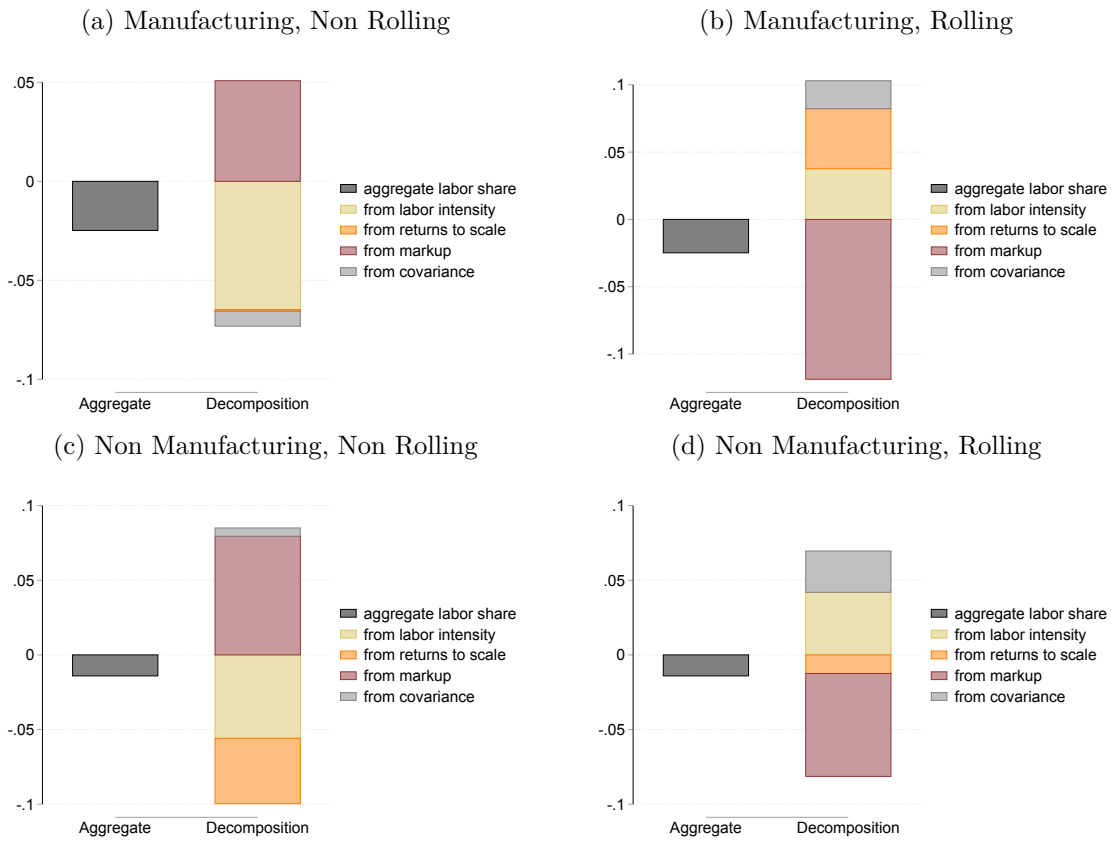 (a) Manufacturing, Non Rolling
.05
0
-.05
-.1
Aggregate
Decomposition
aggregate labor share
from labor intensity
from returns to scale
from markup
from covariance
(b) Manufacturing, Rolling
.1
.05
0
-.05
-.1
Aggregate
Decomposition
aggregate labor share
from labor intensity
from returns to scale
from markup
from covariance
(c) Non Manufacturing, Non Rolling
.1
.05
0
-.05
-.1
Aggregate
Decomposition
aggregate labor share
from labor intensity
from returns to scale
from markup
from covariance
(d) Non Manufacturing, Rolling
.1
.05
0
-.05
-.1
Aggregate
Decomposition
aggregate labor share
from labor intensity
from returns to scale
from markup
from covariance